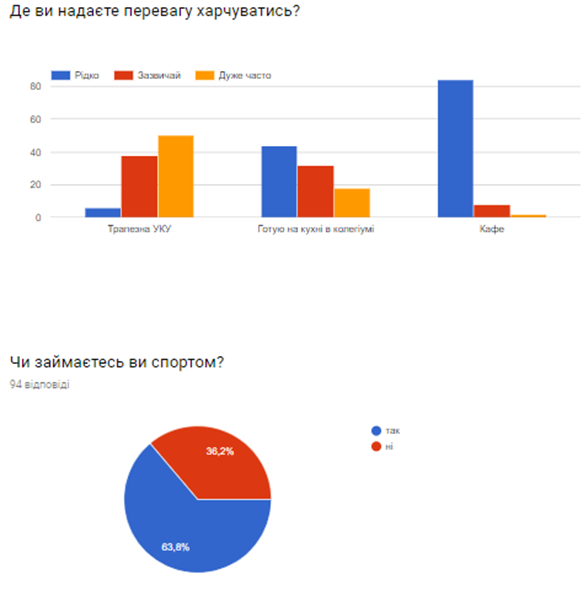 Де ви надаєте перевагу харчуватись?
Рідко Зазвичай Дуже часто
80
60
40
20
0
Трапезна УКУ Готую на кухні в колегіумі Кафе
Чи займаєтесь ви спортом?
94 відповіді
так
ні
36,2%
63,8%